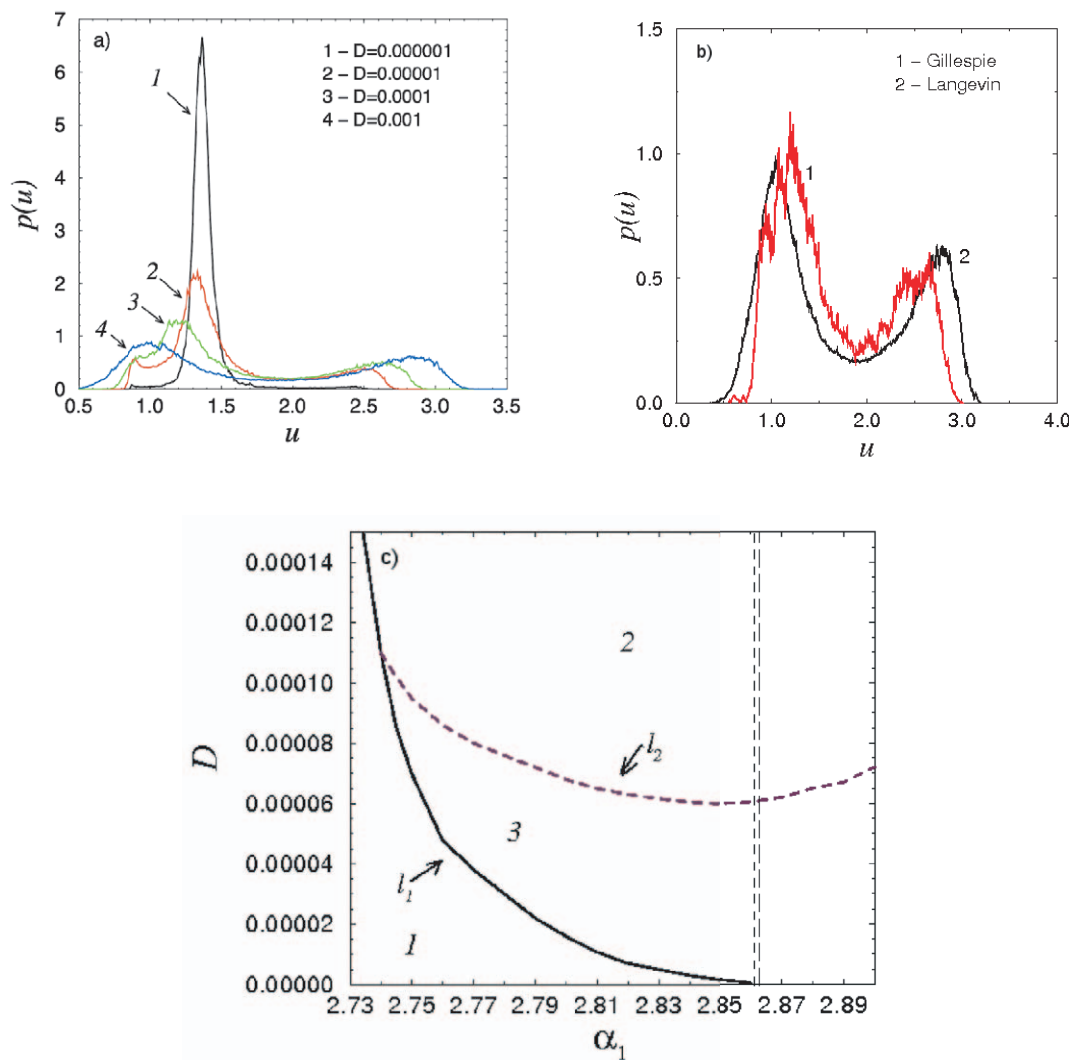 a)
1 – D=0.000001
2 – D=0.00001
3 – D=0.0001
4 – D=0.001
7
6
5
4
3
2
1
0
p(u)
1
2
3
4
0.5 1.0 1.5 2.0 2.5 3.0 3.5
u
b)
1 – Gillespie
2 – Langevin
1.5
1.0
0.5
0.0
p(u)
1
2
0.0 1.0 2.0 3.0 4.0
u
c)
0.00014
0.00012
0.00010
0.00008
0.00006
0.00004
0.00002
0.00000
D
2
l2
3
l1
1
2.73 2.75 2.77 2.79 2.81 2.83 2.85 2.87 2.89
α1